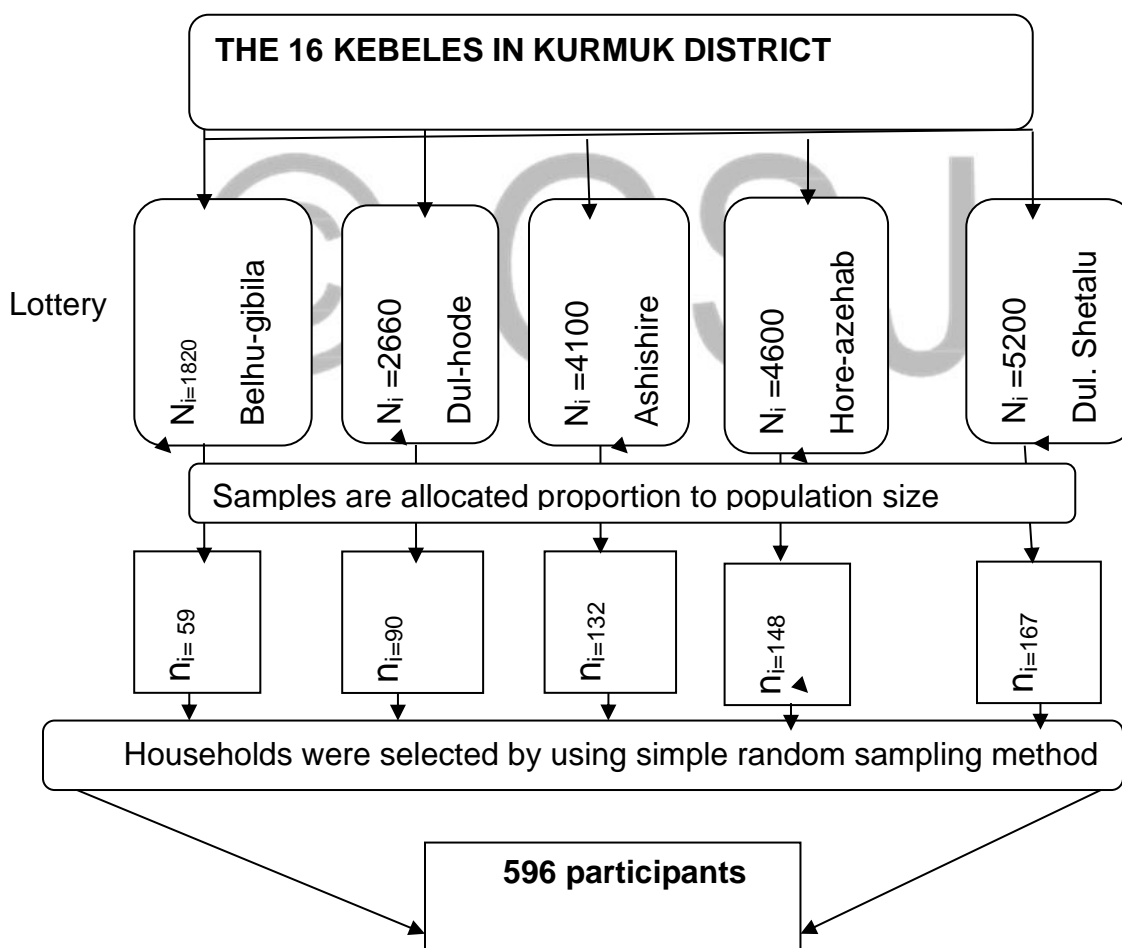 THE 16 KEBELES IN KURMUK DISTRICT
© GSJ
Lottery
Ni=1820
Belhu-gibila
Ni =2660
Dul-hode
Ni =4100
Ashishire
Ni =4600
Hore-azehab
Ni =5200
Dul. Shetalu
Samples are allocated proportion to population size
ni= 59
ni=90
ni=132
ni=148
ni=167
Households were selected by using simple random sampling method
596 participants